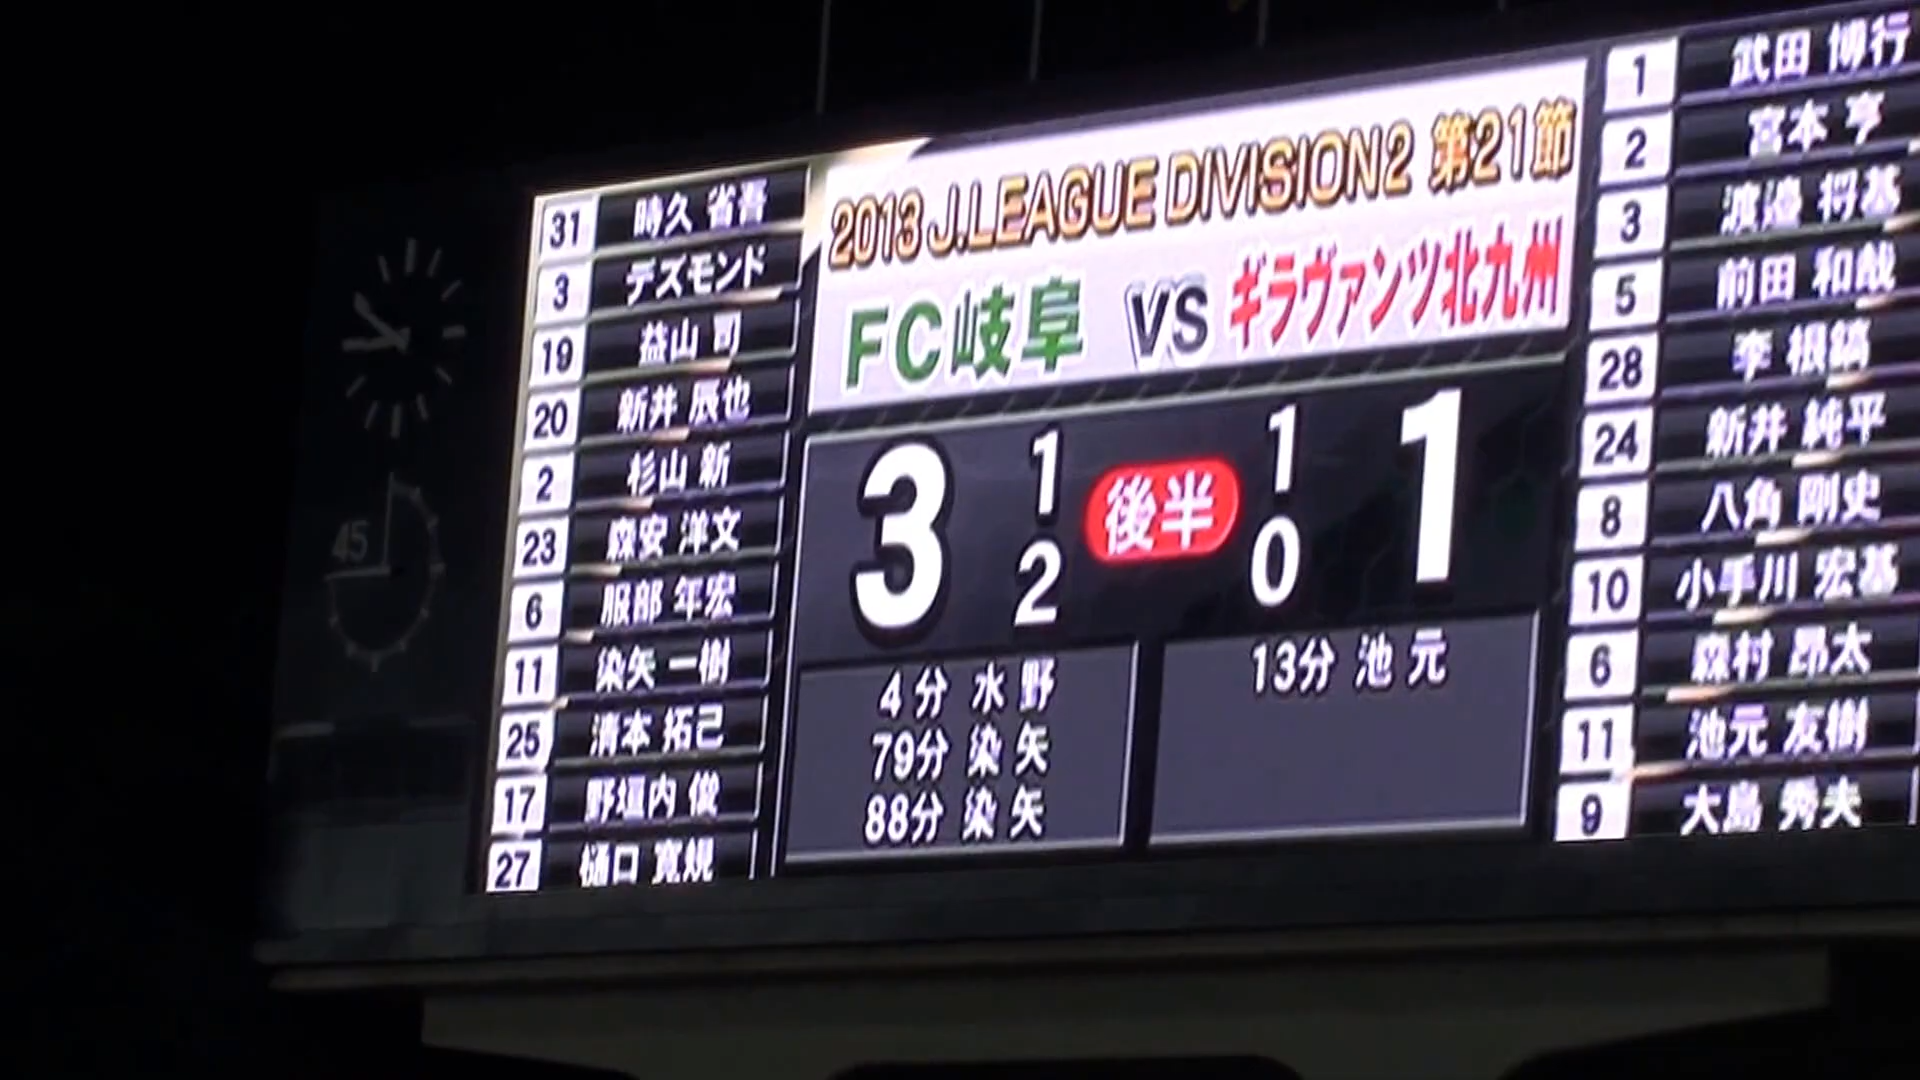 2013 J.LEAGUE DIVISION2 第21節
FC岐阜 VS ギラヴァンツ北九州
3 1 後半 1 1
2 0
4分 水野
79分 染矢
88分 染矢
13分 池元
31 時久 省吾
3 デズモンド
19 益山 司
20 新井 辰也
2 杉山 新
23 森安 洋文
6 服部 年宏
11 染矢 一樹
25 清本 拓己
17 野垣内 俊
27 樋口 寛規
1 武田 博行
2 宮本 亨
3 渡邉 将基
5 前田 和哉
28 李 根鎬
24 新井 純平
8 八角 剛史
10 小手川 宏基
6 森村 昂太
11 池元 友樹
9 大島 秀夫
45